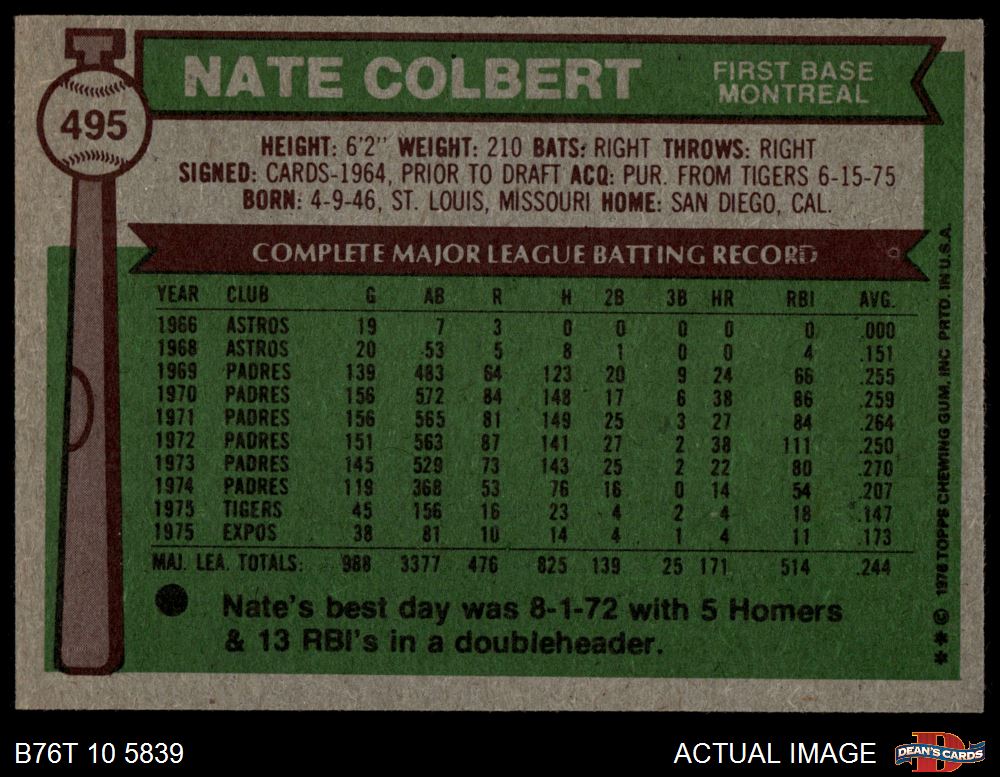 495
NATE COLBERT
FIRST BASE
MONTREAL
HEIGHT: 6'2" WEIGHT: 210 BATS: RIGHT THROWS: RIGHT
SIGNED: CARDS-1964, PRIOR TO DRAFT ACQ: PUR. FROM TIGERS 6-15-75
BORN: 4-9-46, ST. LOUIS, MISSOURI HOME: SAN DIEGO, CAL.
COMPLETE MAJOR LEAGUE BATTING RECORD
YEAR CLUB G AB R H 2B 3B HR RBI AVG.
1966 ASTROS 19 7 3 0 0 0 0 0 .000
1968 ASTROS 20 53 5 8 1 0 0 4 .151
1969 PADRES 139 483 64 123 20 9 24 66 .255
1970 PADRES 156 572 84 148 17 6 38 86 .259
1971 PADRES 156 565 81 149 25 3 27 84 .264
1972 PADRES 151 563 87 141 27 2 38 111 .250
1973 PADRES 145 529 73 143 25 2 22 80 .270
1974 PADRES 119 368 53 76 16 0 14 54 .207
1975 TIGERS 45 156 16 23 4 2 4 18 .147
1975 EXPOS 38 81 10 14 4 1 4 11 .173
MAJ. LEA. TOTALS: 988 3377 476 825 139 25 171 514 .244
Nate's best day was 8-1-72 with 5 Homers
& 13 RBI's in a doubleheader.
** © 1976 TOPPS CHEWING GUM, INC PRTD. IN U.S.A.
B76T 10 5839
ACTUAL IMAGE
D
DEAN'S CARDS